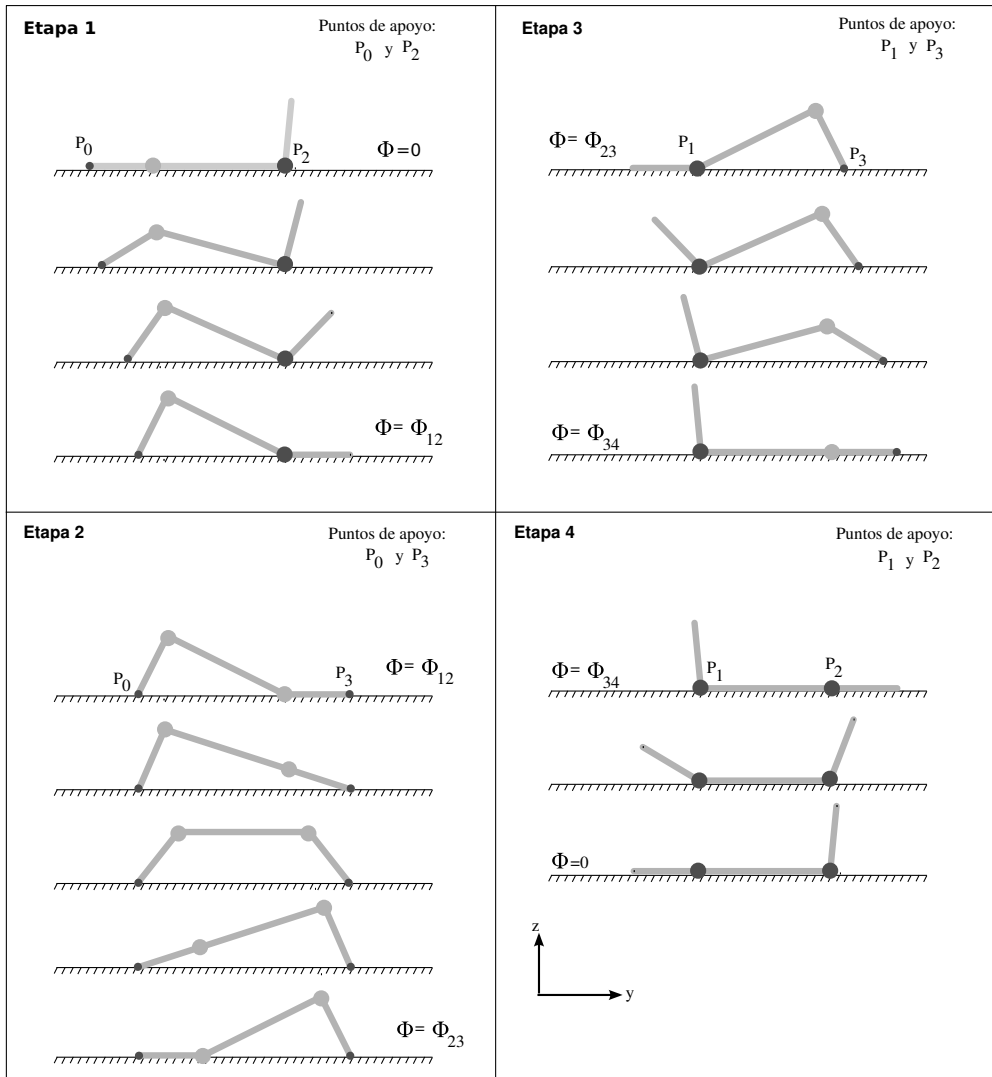 Etapa 1
Puntos de apoyo:
P0 y P2
P0
P2
Φ=0
Φ= Φ12
Etapa 3
Puntos de apoyo:
P1 y P3
Φ= Φ23
P1
P3
Φ= Φ34
Etapa 2
Puntos de apoyo:
P0 y P3
P0
P3
Φ= Φ12
Φ= Φ23
Etapa 4
Puntos de apoyo:
P1 y P2
Φ= Φ34
P1
P2
Φ=0
z
y